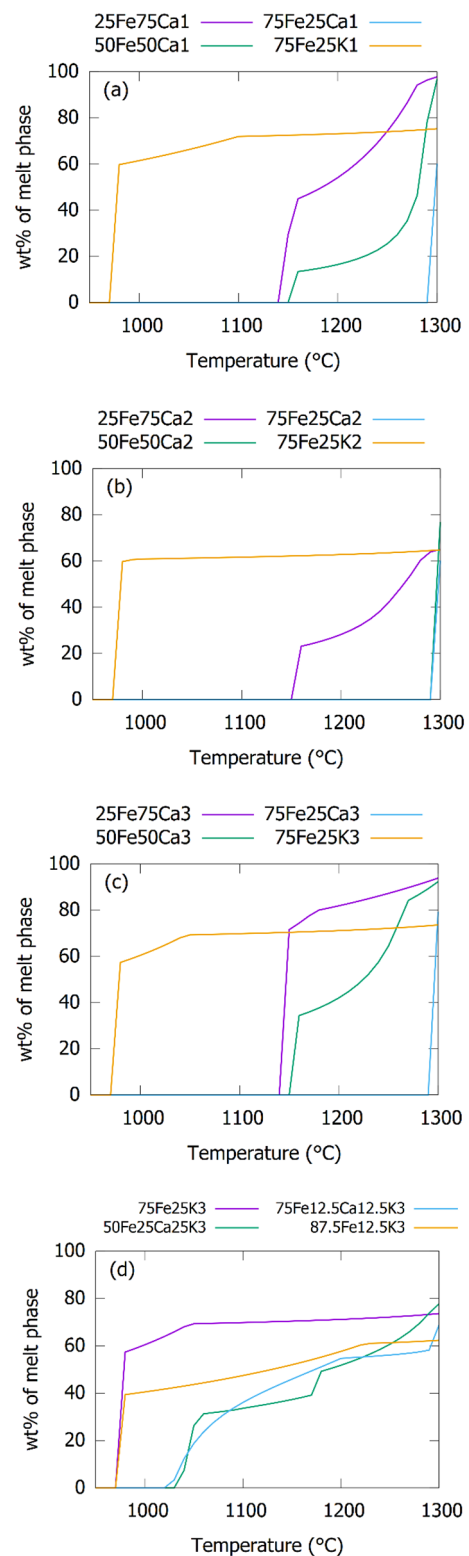 25Fe75Ca1 75Fe25Ca1
50Fe50Ca1 75Fe25K1
100
(a)
80
60
40
20
0
wt% of melt phase
1000 1100 1200 1300
Temperature (°C)
25Fe75Ca2 75Fe25Ca2
50Fe50Ca2 75Fe25K2
100
(b)
80
60
40
20
0
wt% of melt phase
1000 1100 1200 1300
Temperature (°C)
25Fe75Ca3 75Fe25Ca3
50Fe50Ca3 75Fe25K3
100
(c)
80
60
40
20
0
wt% of melt phase
1000 1100 1200 1300
Temperature (°C)
75Fe25K3 75Fe12.5Ca12.5K3
50Fe25Ca25K3 87.5Fe12.5K3
100
(d)
80
60
40
20
0
wt% of melt phase
1000 1100 1200 1300
Temperature (°C)